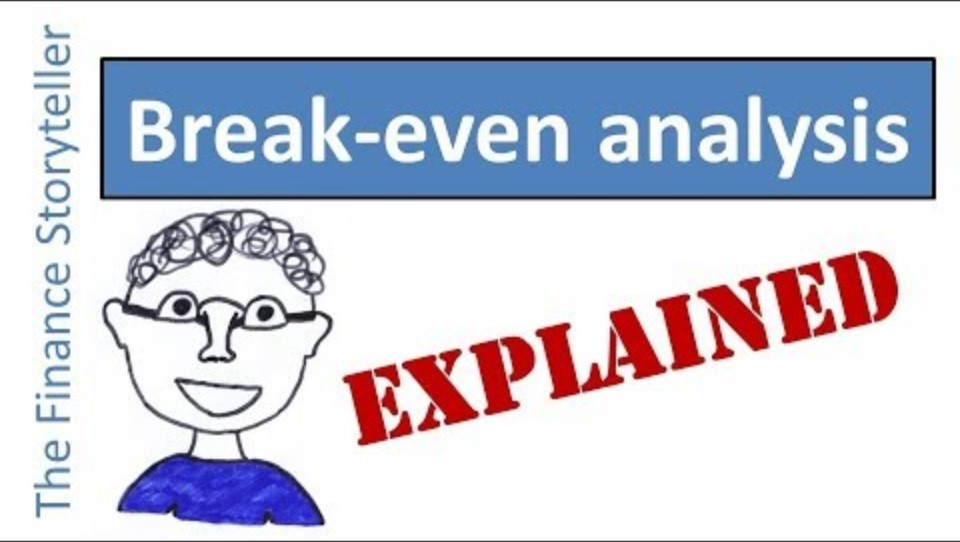 The Finance Storyteller
Break-even analysis
EXPLAINED